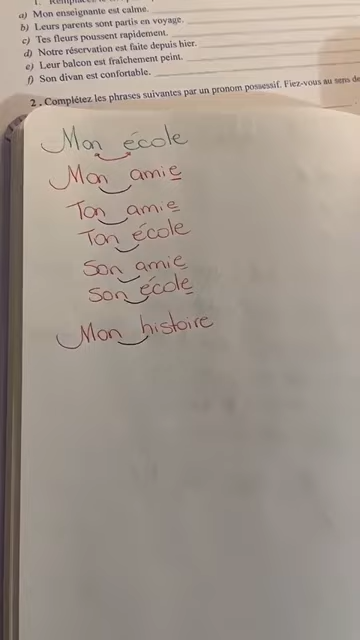 a) Mon enseignante est calme.
b) Leurs parents sont partis en voyage.
c) Tes fleurs poussent rapidement.
d) Notre réservation est faite depuis hier.
e) Leur balcon est fraîchement peint.
f) Son divan est confortable.
2. Complétez les phrases suivantes par un pronom possessif. Fiez-vous au sens de
Mon école
Mon amie
Ton amie
Ton école
Son amie
Son école
Mon histoire